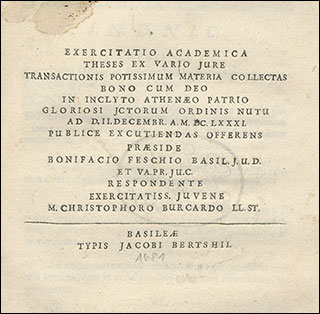 EXERCITATIO ACADEMICA
THESES EX VARIO JURE
TRANSACTIONIS POTISSIMUM MATERIA COLLECTAS
BONO CUM DEO
IN INCLYTO ATHENÆO PATRIO
GLORIOSI JCTORUM ORDINIS NUTU
AD D. II. DECEMBR. A. M. DC. LXXXI.
PUBLICE EXCUTIENDAS OFFERENS
PRÆSIDE
BONIFACIO FESCHIO BASIL. J. U. D.
ET VA. PR. JU. C.
RESPONDENTE
EXERCITATISS. JUVENE
M. CHRISTOPHORO BURCARDO LL. ST.
BASILEÆ
TYPIS JACOBI BERTSHII.
1681